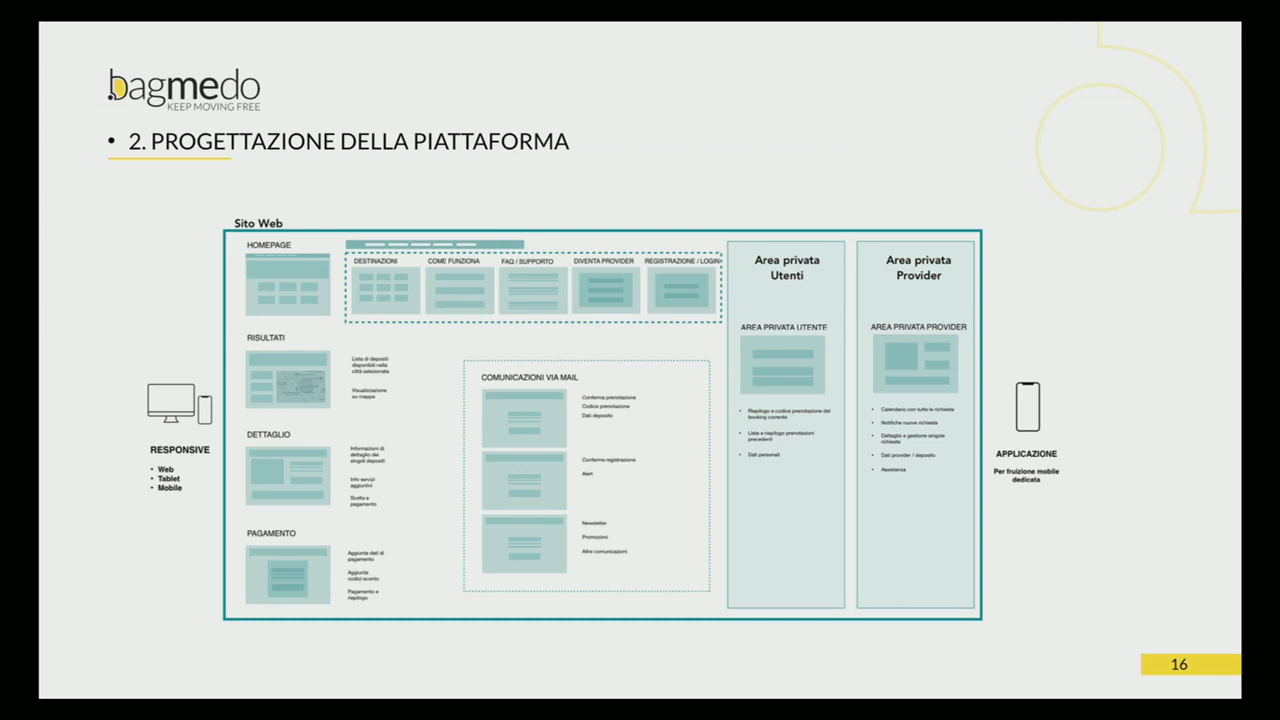 bagmedo
KEEP MOVING FREE
• 2. PROGETTAZIONE DELLA PIATTAFORMA
Sito Web
HOMEPAGE
DESTINAZIONI
COME FUNZIONA
FAQ / SUPPORTO
DIVENTA PROVIDER
REGISTRAZIONE / LOGIN
RISULTATI
Lista di depositi
disponibili nella
città selezionata
Visualizzazione
su mappa
DETTAGLIO
Informazioni di
dettaglio dei
singoli depositi
Info servizi
aggiuntivi
Scelta e
pagamento
PAGAMENTO
Aggiunta dati di
pagamento
Aggiunta
codici sconto
Pagamento e
riepilogo
COMUNICAZIONI VIA MAIL
Conferma prenotazione
Codice prenotazione
Dati deposito
Conferma registrazione
Alert
Newsletter
Promozioni
Altre comunicazioni
Area privata
Utenti
AREA PRIVATA UTENTE
• Riepilogo e codice prenotazione del
booking corrente
• Lista e riepilogo prenotazioni
precedenti
• Dati personali
Area privata
Provider
AREA PRIVATA PROVIDER
• Calendario con tutte le richieste
• Notifiche nuove richieste
• Dettaglio e gestione singole
richieste
• Dati provider / deposito
• Assistenza
RESPONSIVE
• Web
• Tablet
• Mobile
APPLICAZIONE
Per fruizione mobile
dedicata
16